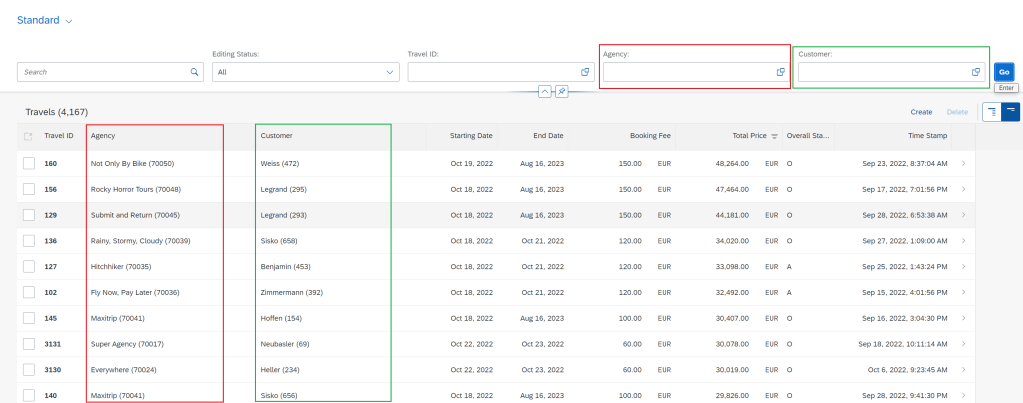 Standard
Editing Status: Travel ID: Agency: Customer:
Search All Go
Enter
Travels (4,167) Create Delete
Travel ID Agency Customer Starting Date End Date Booking Fee Total Price Overall Sta... Time Stamp
160 Not Only By Bike (70050) Weiss (472) Oct 19, 2022 Aug 16, 2023 150.00 EUR 48,264.00 EUR O Sep 23, 2022, 8:37:04 AM
156 Rocky Horror Tours (70048) Legrand (295) Oct 18, 2022 Aug 16, 2023 150.00 EUR 47,464.00 EUR O Sep 17, 2022, 7:01:56 PM
129 Submit and Return (70045) Legrand (293) Oct 18, 2022 Aug 16, 2023 150.00 EUR 44,181.00 EUR O Sep 28, 2022, 6:53:38 AM
136 Rainy, Stormy, Cloudy (70039) Sisko (658) Oct 18, 2022 Oct 21, 2022 120.00 EUR 34,020.00 EUR O Sep 27, 2022, 1:09:00 AM
127 Hitchhiker (70035) Benjamin (453) Oct 18, 2022 Oct 21, 2022 120.00 EUR 33,098.00 EUR A Sep 25, 2022, 1:43:24 PM
102 Fly Now, Pay Later (70036) Zimmermann (392) Oct 18, 2022 Oct 21, 2022 120.00 EUR 32,492.00 EUR A Sep 15, 2022, 4:01:56 PM
145 Maxitrip (70041) Hoffen (154) Oct 18, 2022 Aug 16, 2023 100.00 EUR 30,407.00 EUR O Sep 16, 2022, 3:04:30 PM
3131 Super Agency (70017) Neubasler (69) Oct 22, 2022 Oct 23, 2022 60.00 EUR 30,078.00 EUR O Sep 18, 2022, 10:11:14 AM
3130 Everywhere (70024) Heller (234) Oct 22, 2022 Oct 23, 2022 60.00 EUR 30,019.00 EUR O Oct 6, 2022, 9:23:45 AM
140 Maxitrip (70041) Sisko (656) Oct 18, 2022 Aug 16, 2023 100.00 EUR 29,826.00 EUR O Sep 28, 2022, 9:41:30 PM